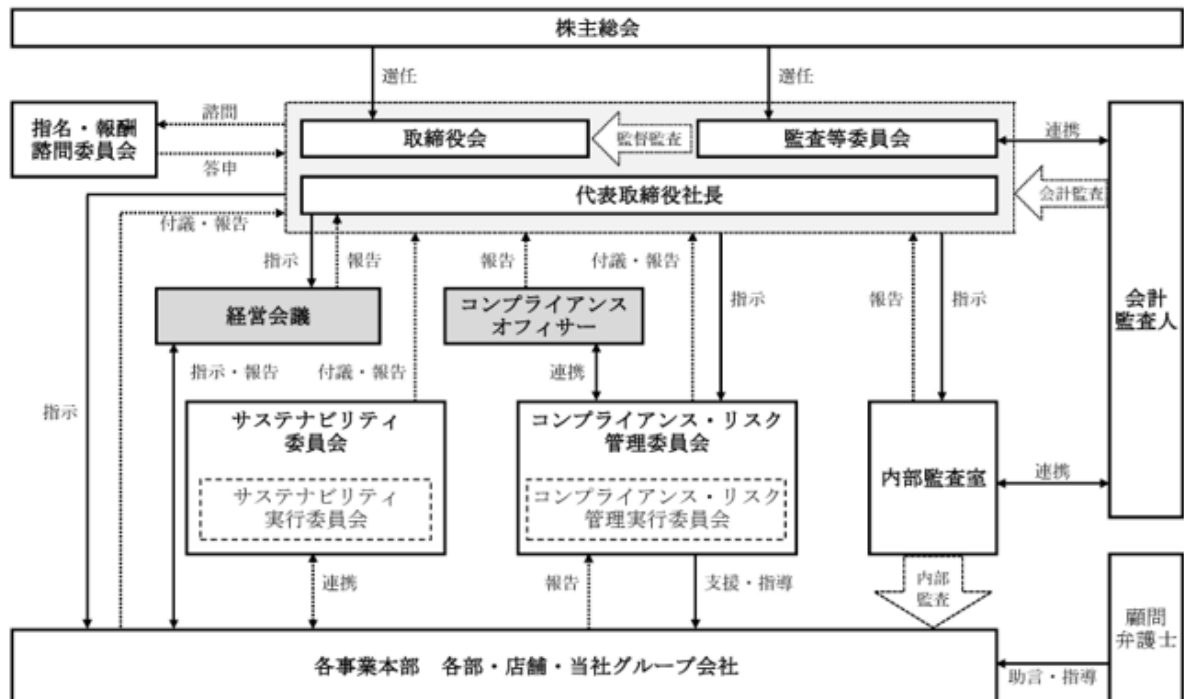 株主総会
選任
選任
指名・報酬
諮問委員会
諮問
答申
取締役会
監督監査
監査等委員会
連携
代表取締役社長
会計監査
付議・報告
指示
報告
報告
付議・報告
指示
報告
指示
会計
監査人
経営会議
コンプライアンス
オフィサー
指示・報告
付議・報告
連携
指示
サステナビリティ
委員会
サステナビリティ
実行委員会
コンプライアンス・リスク
管理委員会
コンプライアンス・リスク
管理実行委員会
内部監査室
連携
連携
報告
支援・指導
内部
監査
顧問
弁護士
各事業本部 各部・店舗・当社グループ会社
助言・指導